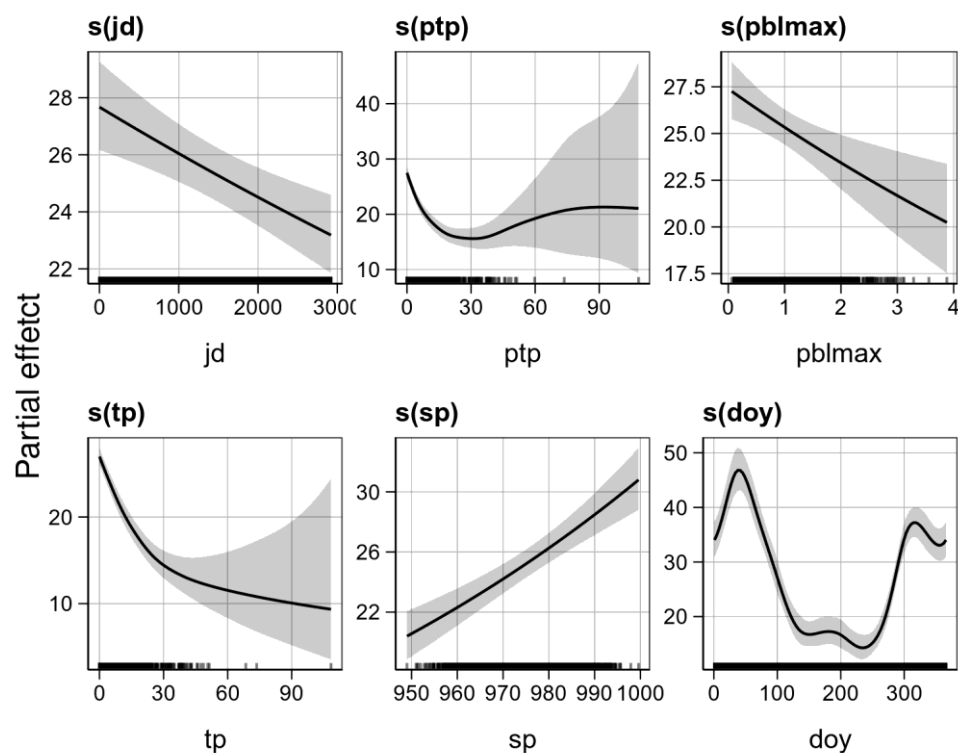 s(jd) s(ptp) s(pblmax)
28 40 27.5
26 30 25.0
24 20 22.5
22 10 20.0
17.5
0 1000 2000 3000 0 30 60 90 0 1 2 3 4
jd ptp pblmax
Partial effetct
s(tp) s(sp) s(doy)
20 30 50
10 26 40
22 30
20
0 30 60 90 950 960 970 980 990 1000 0 100 200 300
tp sp doy